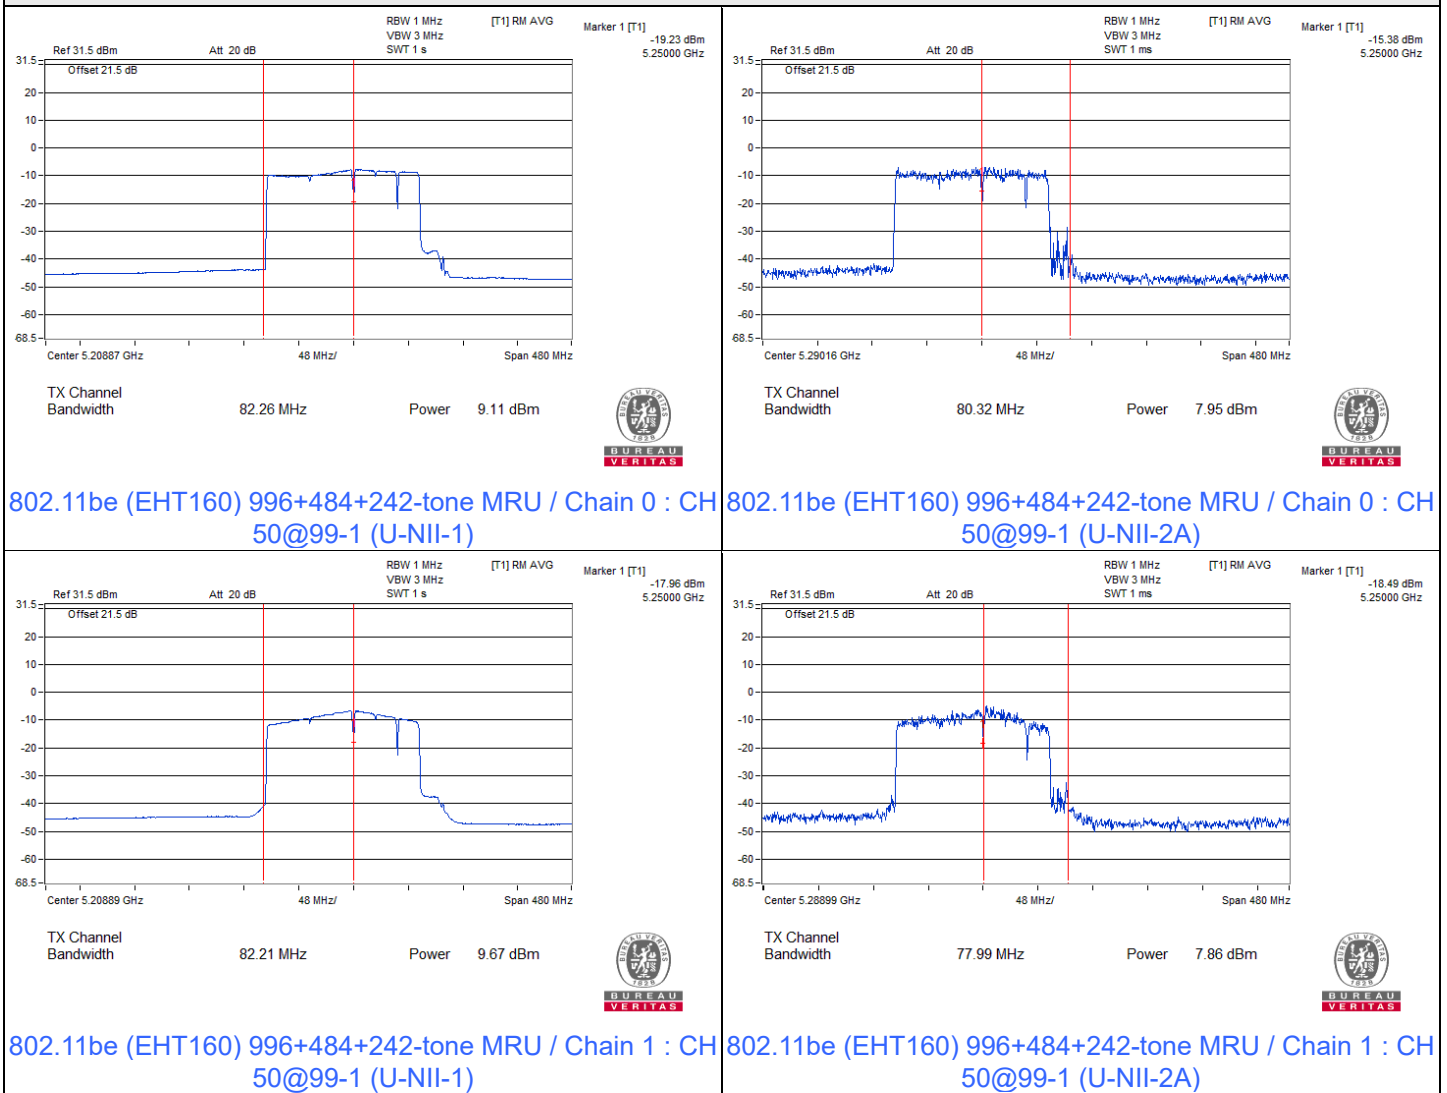 RBW 1 MHz [T1] RM AVG Marker 1 [T1]
VBW 3 MHz -19.23 dBm
Ref 31.5 dBm Att 20 dB SWT 1 s 5.25000 GHz
31.5
Offset 21.5 dB
20
10
0
-10
-20
-30
-40
-50
-60
-68.5
Center 5.20887 GHz 48 MHz/ Span 480 MHz
TX Channel
Bandwidth 82.26 MHz Power 9.11 dBm
BUREAU VERITAS
1828
BUREAU
VERITAS
802.11be (EHT160) 996+484+242-tone MRU / Chain 0 : CH
50@99-1 (U-NII-1)
RBW 1 MHz [T1] RM AVG Marker 1 [T1]
VBW 3 MHz -15.38 dBm
Ref 31.5 dBm Att 20 dB SWT 1 ms 5.25000 GHz
31.5
Offset 21.5 dB
20
10
0
-10
-20
-30
-40
-50
-60
-68.5
Center 5.29016 GHz 48 MHz/ Span 480 MHz
TX Channel
Bandwidth 80.32 MHz Power 7.95 dBm
BUREAU VERITAS
1828
BUREAU
VERITAS
802.11be (EHT160) 996+484+242-tone MRU / Chain 0 : CH
50@99-1 (U-NII-2A)
RBW 1 MHz [T1] RM AVG Marker 1 [T1]
VBW 3 MHz -17.96 dBm
Ref 31.5 dBm Att 20 dB SWT 1 s 5.25000 GHz
31.5
Offset 21.5 dB
20
10
0
-10
-20
-30
-40
-50
-60
-68.5
Center 5.20889 GHz 48 MHz/ Span 480 MHz
TX Channel
Bandwidth 82.21 MHz Power 9.67 dBm
BUREAU VERITAS
1828
BUREAU
VERITAS
802.11be (EHT160) 996+484+242-tone MRU / Chain 1 : CH
50@99-1 (U-NII-1)
RBW 1 MHz [T1] RM AVG Marker 1 [T1]
VBW 3 MHz -18.49 dBm
Ref 31.5 dBm Att 20 dB SWT 1 ms 5.25000 GHz
31.5
Offset 21.5 dB
20
10
0
-10
-20
-30
-40
-50
-60
-68.5
Center 5.28899 GHz 48 MHz/ Span 480 MHz
TX Channel
Bandwidth 77.99 MHz Power 7.86 dBm
BUREAU VERITAS
1828
BUREAU
VERITAS
802.11be (EHT160) 996+484+242-tone MRU / Chain 1 : CH
50@99-1 (U-NII-2A)